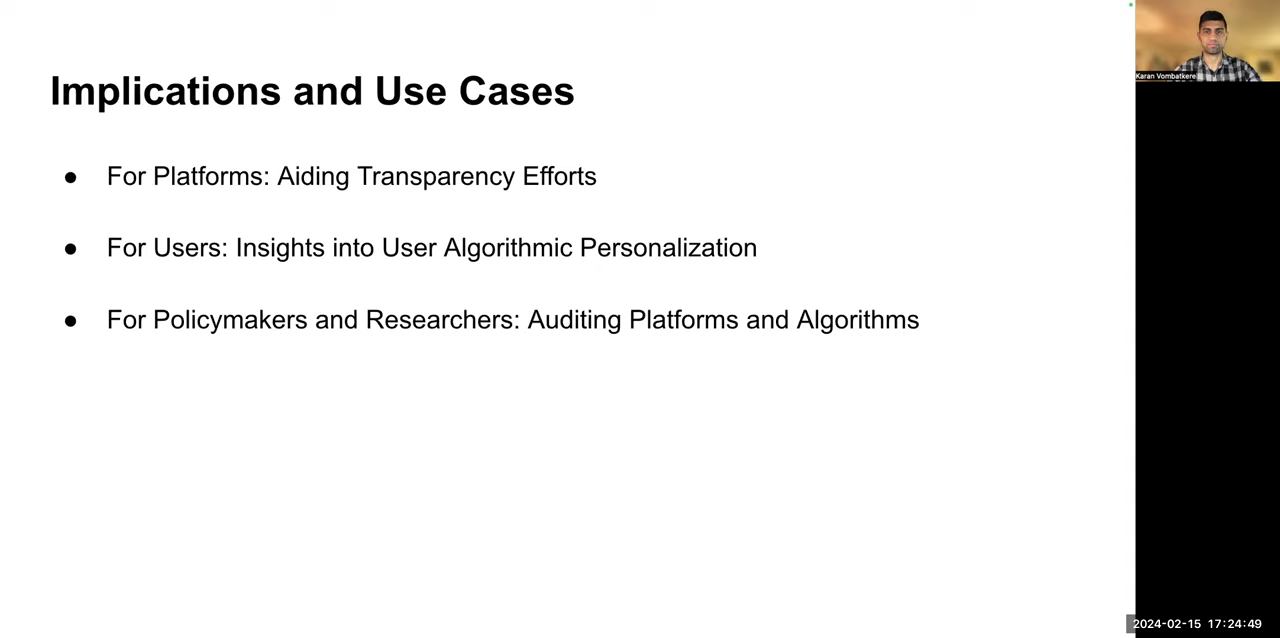 Implications and Use Cases
● For Platforms: Aiding Transparency Efforts
● For Users: Insights into User Algorithmic Personalization
● For Policymakers and Researchers: Auditing Platforms and Algorithms
Karan Vombatkere
2024-02-15 17:24:49